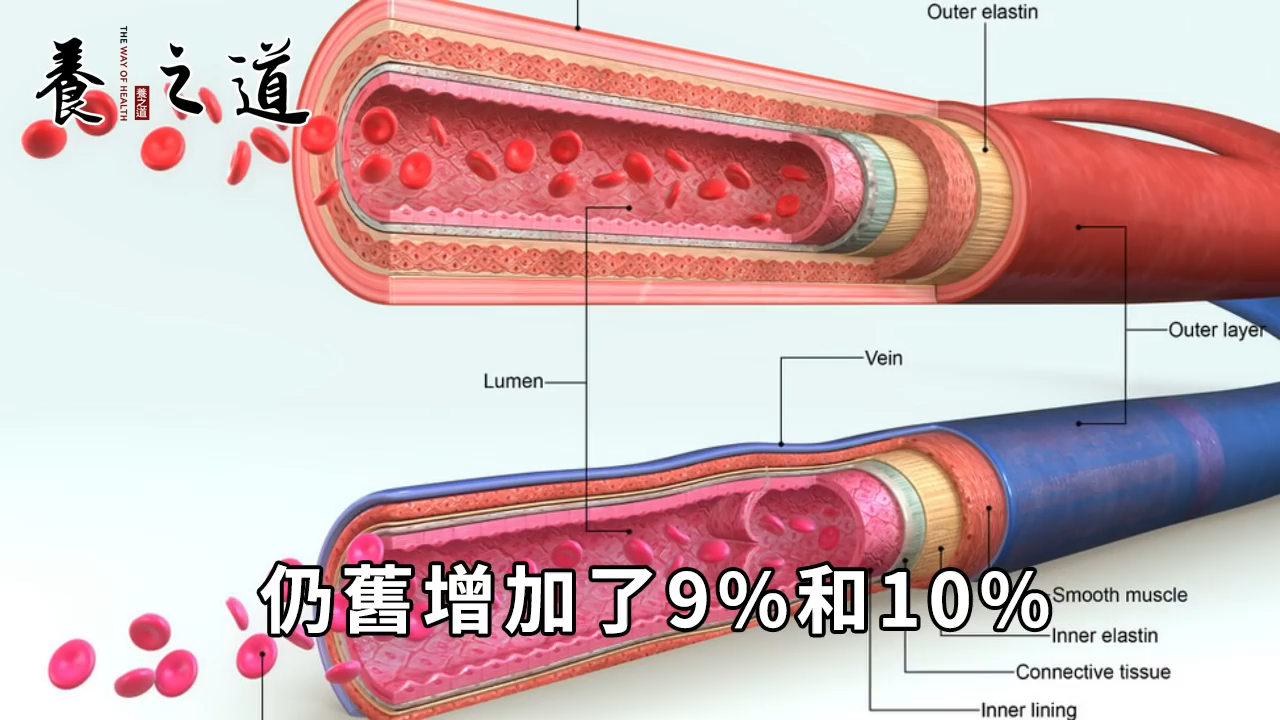 Outer elastin
養之道
THE WAY OF HEALTH
養之道
Outer layer
Vein
Lumen
仍舊增加了9%和10%
Smooth muscle
Inner elastin
Connective tissue
Inner lining